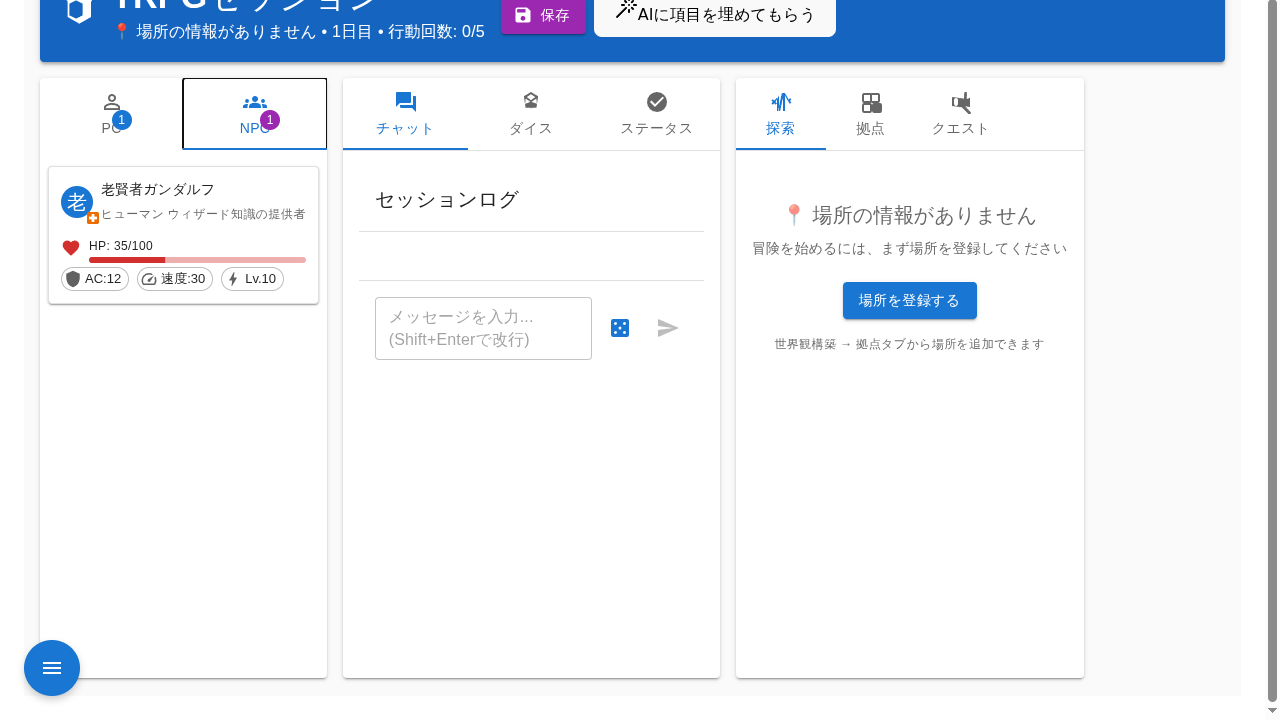 TRPGセッション
📍 場所の情報がありません • 1日目 • 行動回数: 0/5
保存
AIに項目を埋めてもらう
PC
1
NPC
1
老
老賢者ガンダルフ
ヒューマン ウィザード知識の提供者
HP: 35/100
AC:12
速度:30
Lv.10
チャット
ダイス
ステータス
セッションログ
メッセージを入力...
(Shift+Enterで改行)
探索
拠点
クエスト
📍 場所の情報がありません
冒険を始めるには、まず場所を登録してください
場所を登録する
世界観構築 → 拠点タブから場所を追加できます